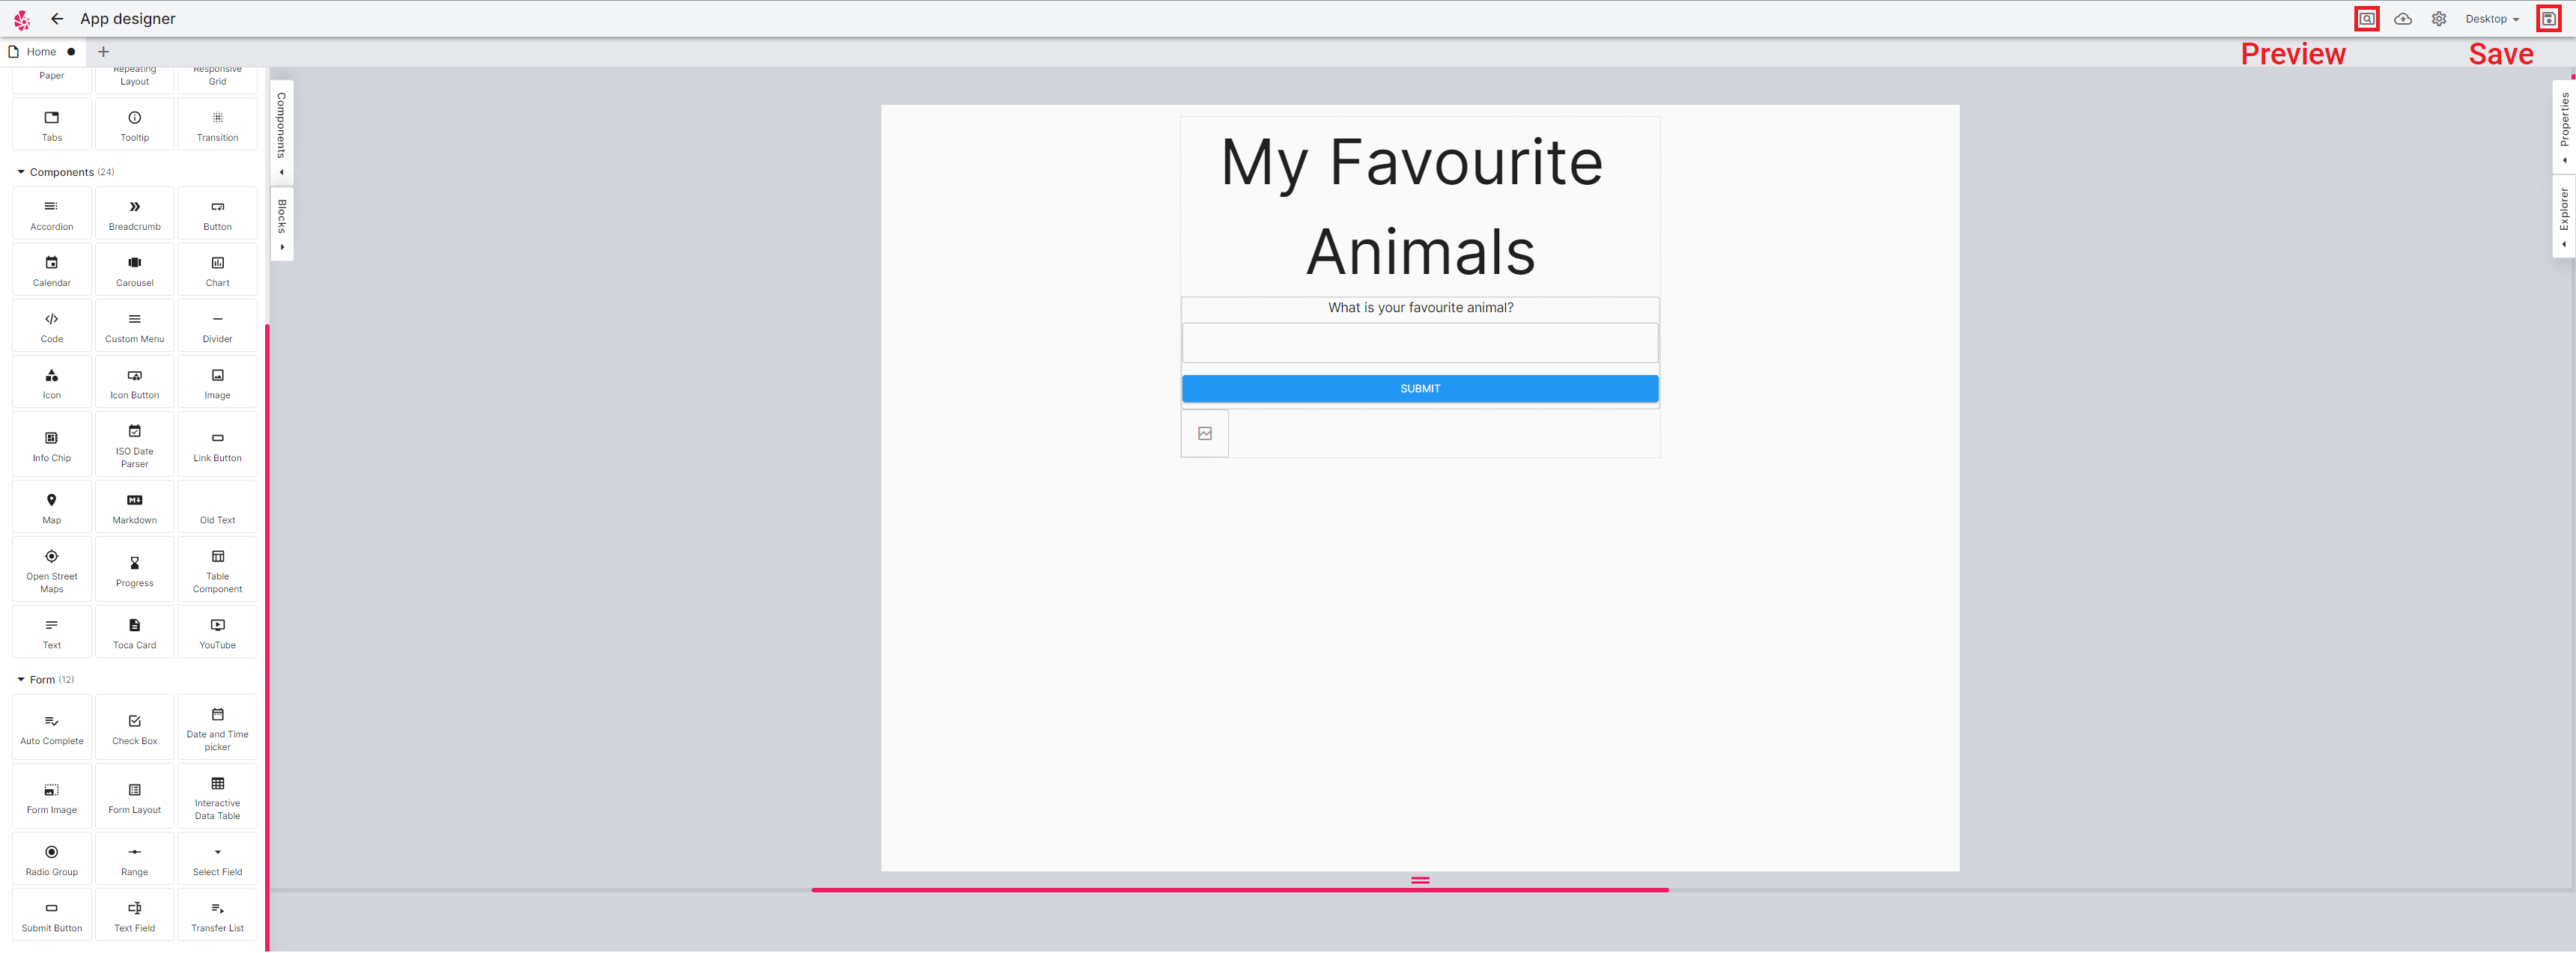 App designer
Desktop
Home
Preview
Save
Paper
Repeating Layout
Responsive Grid
Tabs
Tooltip
Transition
Components (24)
Accordion
Breadcrumb
Button
Calendar
Carousel
Chart
Code
Custom Menu
Divider
Icon
Icon Button
Image
Info Chip
ISO Date
Parser
Link Button
Map
Markdown
Old Text
Open Street
Maps
Progress
Table
Component
Text
Toca Card
YouTube
Form (12)
Auto Complete
Check Box
Date and Time
picker
Form Image
Form Layout
Interactive
Data Table
Radio Group
Range
Select Field
Submit Button
Text Field
Transfer List
Components
Blocks
My Favourite
Animals
What is your favourite animal?
SUBMIT
Properties
Explorer